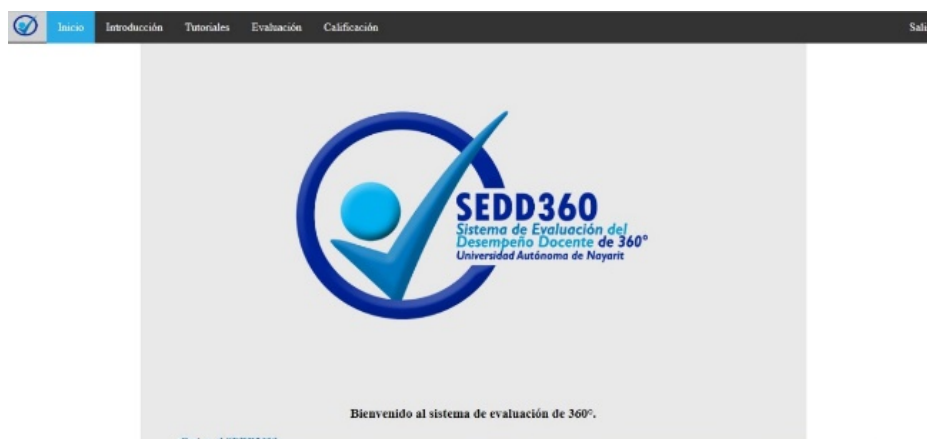 Inicio Introducción Tutoriales Evaluación Calificación Sali
SEDD360
Sistema de Evaluación del
Desempeño Docente de 360°
Universidad Autónoma de Nayarit
Bienvenido al sistema de evaluación de 360°.